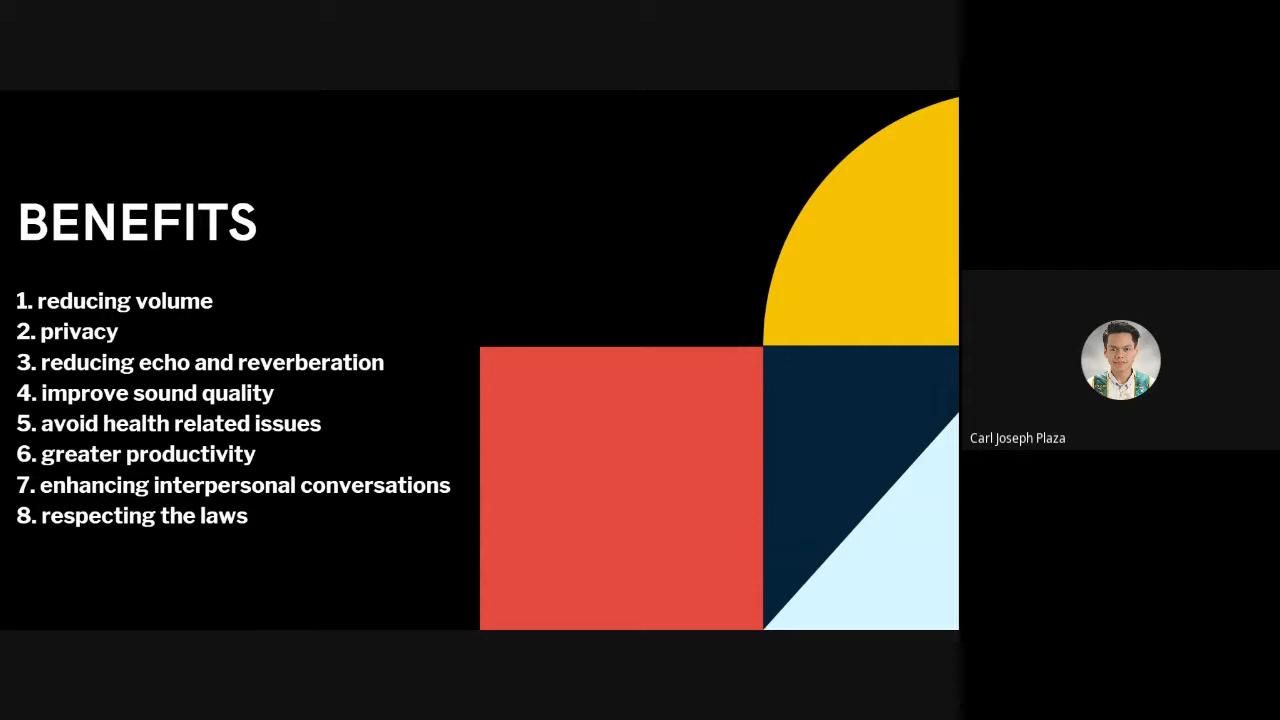 BENEFITS
1. reducing volume
2. privacy
3. reducing echo and reverberation
4. improve sound quality
5. avoid health related issues
6. greater productivity
7. enhancing interpersonal conversations
8. respecting the laws
Carl Joseph Plaza